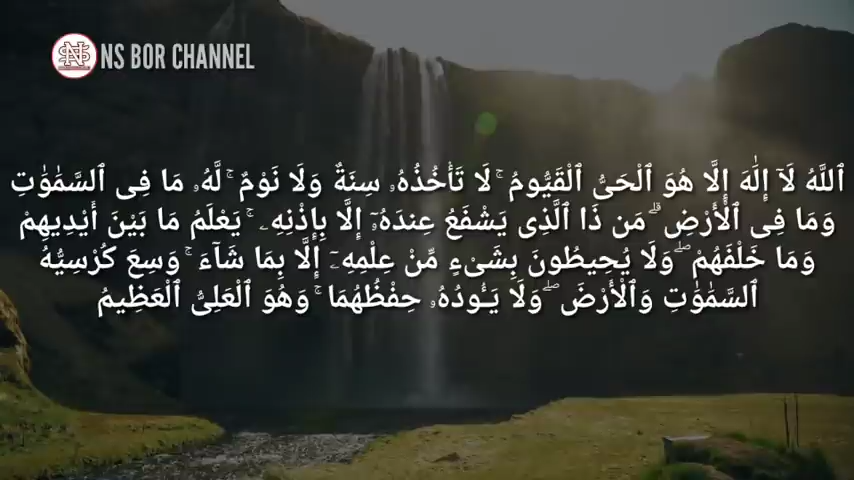 NS BOR CHANNEL
ٱللَّهُ لَآ إِلَٰهَ إِلَّا هُوَ ٱلْحَىُّ ٱلْقَيُّومُ ۚ لَا تَأْخُذُهُۥ سِنَةٌ وَلَا نَوْمٌ ۚ لَّهُۥ مَا فِى ٱلسَّمَٰوَٰتِ
وَمَا فِى ٱلْأَرْضِ ۗ مَن ذَا ٱلَّذِى يَشْفَعُ عِندَهُۥٓ إِلَّا بِإِذْنِهِۦ ۚ يَعْلَمُ مَا بَيْنَ أَيْدِيهِمْ
وَمَا خَلْفَهُمْ ۖ وَلَا يُحِيطُونَ بِشَىْءٍ مِّنْ عِلْمِهِۦٓ إِلَّا بِمَا شَآءَ ۚ وَسِعَ كُرْسِيُّهُ
ٱلسَّمَٰوَٰتِ وَٱلْأَرْضَ ۖ وَلَا يَـُٔودُهُۥ حِفْظُهُمَا ۚ وَهُوَ ٱلْعَلِىُّ ٱلْعَظِيمُ